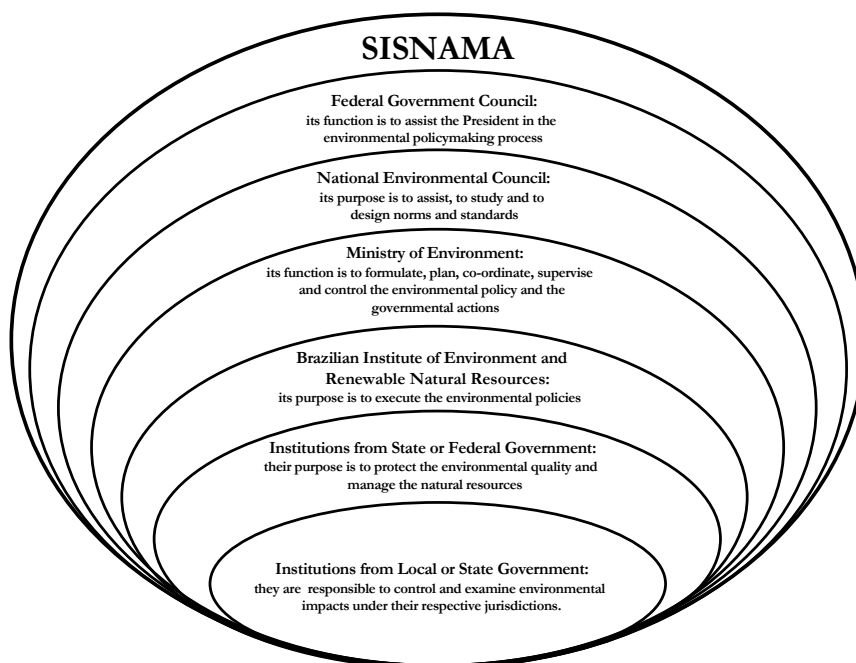 SISNAMA
Federal Government Council:
its function is to assist the President in the
environmental policymaking process
National Environmental Council:
its purpose is to assist, to study and to
design norms and standards
Ministry of Environment:
its function is to formulate, plan, co-ordinate, supervise
and control the environmental policy and the
governmental actions
Brazilian Institute of Environment and
Renewable Natural Resources:
its purpose is to execute the environmental policies
Institutions from State or Federal Government:
their purpose is to protect the environmental quality and
manage the natural resources
Institutions from Local or State Government:
they are responsible to control and examine environmental
impacts under their respective jurisdictions.